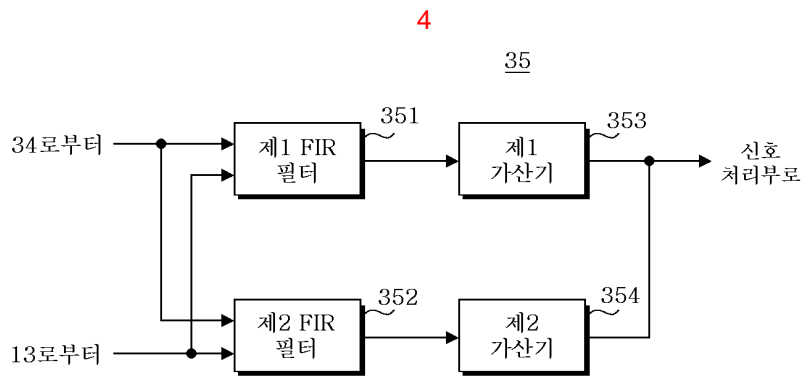 4
35
34로부터
제1 FIR
필터
351
제1
가산기
353
신호
처리부로
13로부터
제2 FIR
필터
352
제2
가산기
354